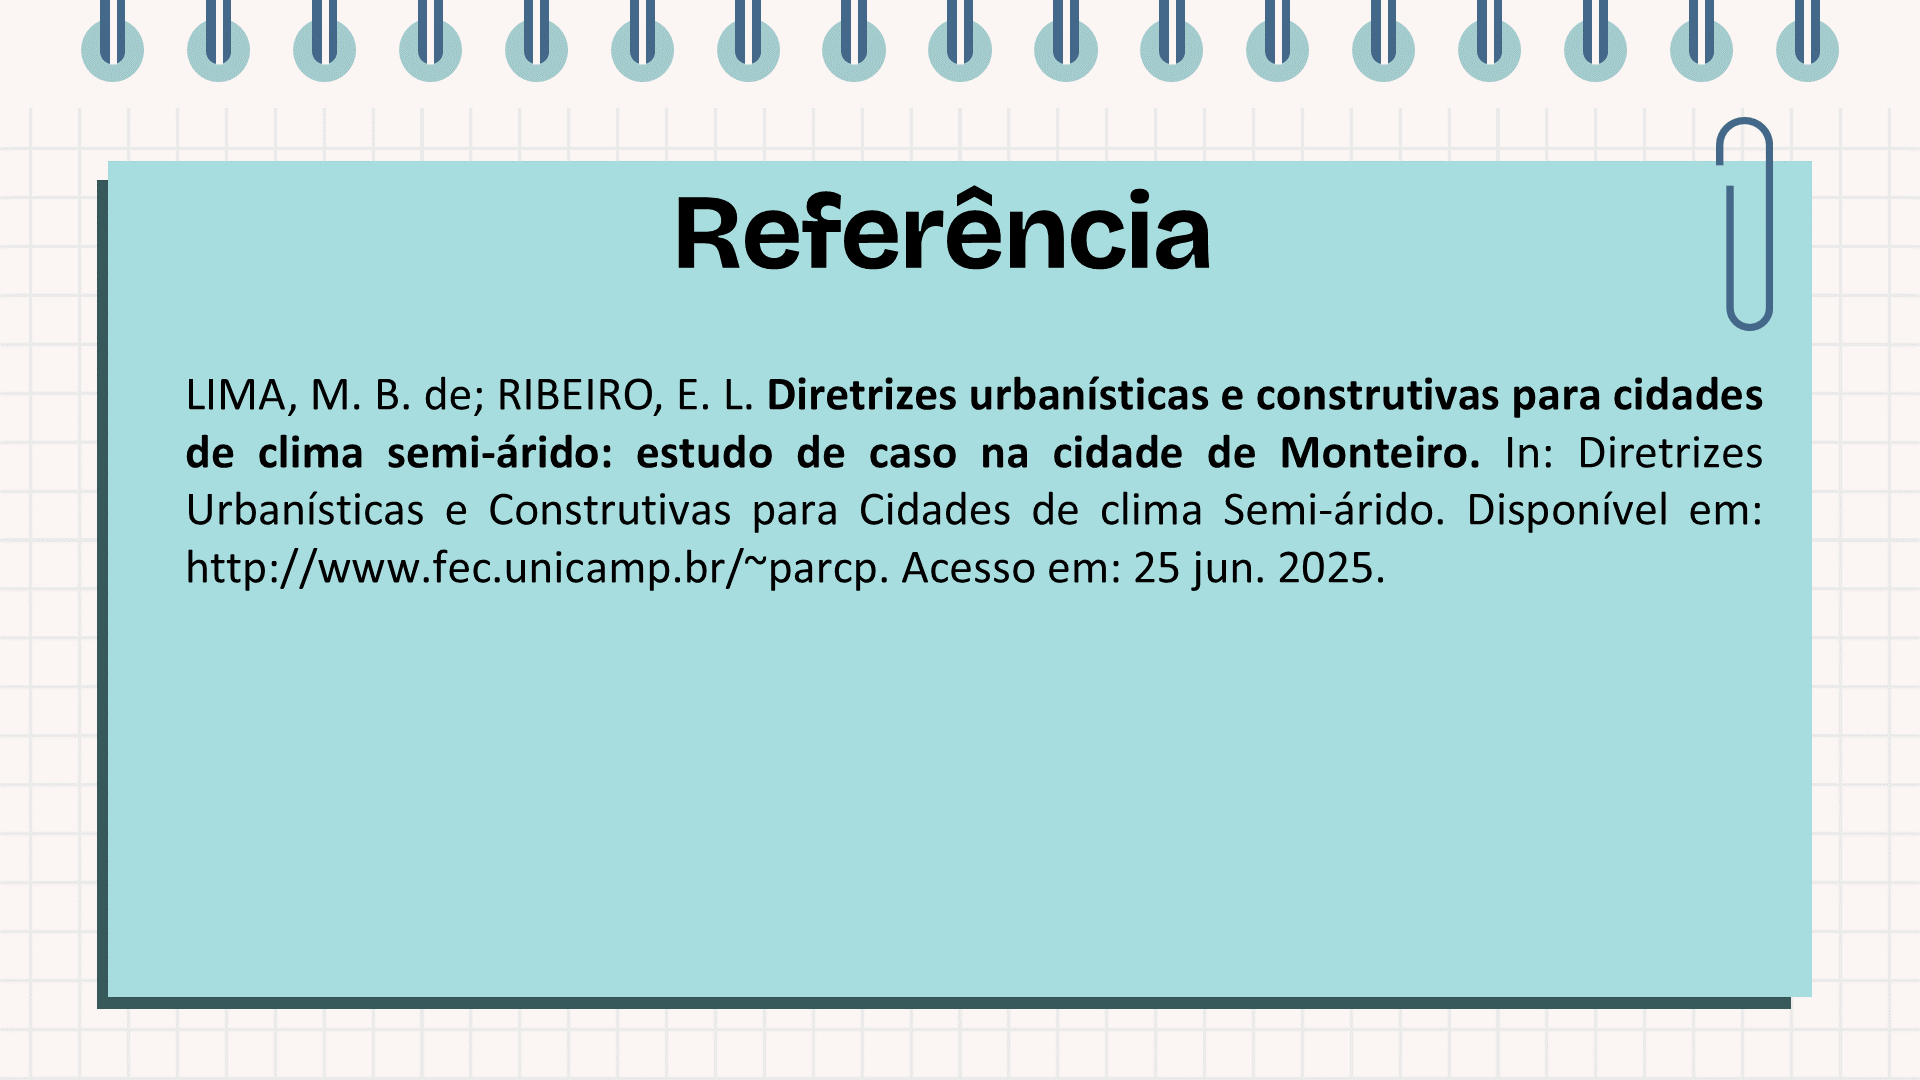 Referência
LIMA, M. B. de; RIBEIRO, E. L. Diretrizes urbanísticas e construtivas para cidades
de clima semi-árido: estudo de caso na cidade de Monteiro. In: Diretrizes
Urbanísticas e Construtivas para Cidades de clima Semi-árido. Disponível em:
http://www.fec.unicamp.br/~parcp. Acesso em: 25 jun. 2025.